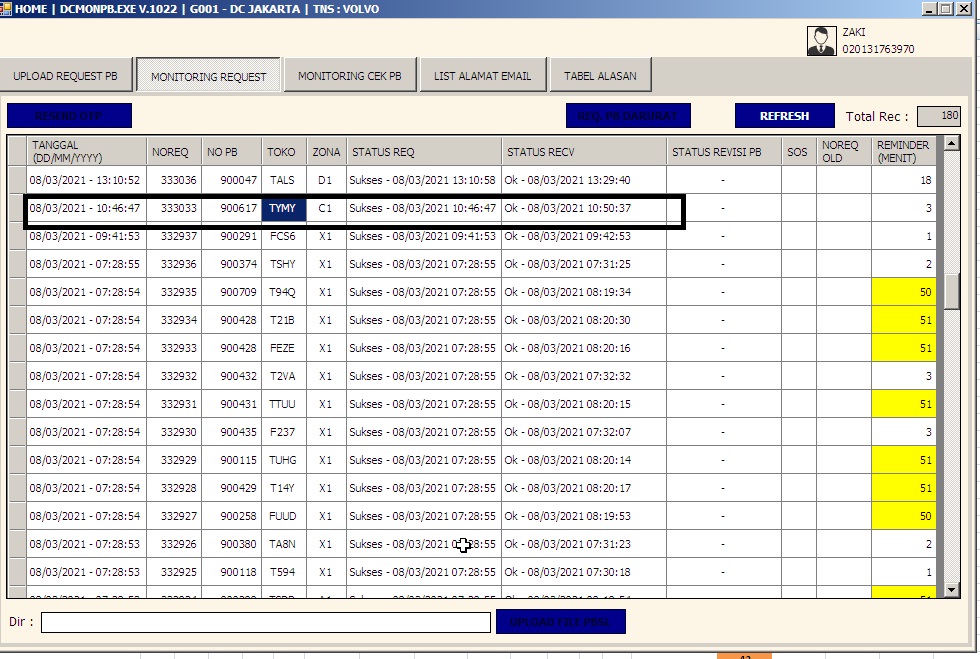 HOME | DCMONPB.EXE V.1022 | G001 - DC JAKARTA | TNS : VOLVO
ZAKI
020131763970
UPLOAD REQUEST PB MONITORING REQUEST MONITORING CEK PB LIST ALAMAT EMAIL TABEL ALASAN
RESEND OTP REQ. PB DARURAT REFRESH Total Rec : 180
TANGGAL (DD/MM/YYYY) NOREQ NO PB TOKO ZONA STATUS REQ STATUS RECV STATUS REVISI PB SOS NOREQ OLD REMINDER (MENIT)
08/03/2021 - 13:10:52 333036 900047 TALS D1 Sukses - 08/03/2021 13:10:58 Ok - 08/03/2021 13:29:40 - 18
08/03/2021 - 10:46:47 333033 900617 TYMY C1 Sukses - 08/03/2021 10:46:47 Ok - 08/03/2021 10:50:37 - 3
08/03/2021 - 09:41:53 332937 900291 FCS6 X1 Sukses - 08/03/2021 09:41:53 Ok - 08/03/2021 09:42:53 - 1
08/03/2021 - 07:28:55 332936 900374 TSHY X1 Sukses - 08/03/2021 07:28:55 Ok - 08/03/2021 07:31:25 - 2
08/03/2021 - 07:28:54 332935 900709 T94Q X1 Sukses - 08/03/2021 07:28:55 Ok - 08/03/2021 08:19:34 - 50
08/03/2021 - 07:28:54 332934 900428 T21B X1 Sukses - 08/03/2021 07:28:55 Ok - 08/03/2021 08:20:30 - 51
08/03/2021 - 07:28:54 332933 900428 FEZE X1 Sukses - 08/03/2021 07:28:55 Ok - 08/03/2021 08:20:16 - 51
08/03/2021 - 07:28:54 332932 900432 T2VA X1 Sukses - 08/03/2021 07:28:55 Ok - 08/03/2021 07:32:32 - 3
08/03/2021 - 07:28:54 332931 900431 TTUU X1 Sukses - 08/03/2021 07:28:55 Ok - 08/03/2021 08:20:15 - 51
08/03/2021 - 07:28:54 332930 900435 F237 X1 Sukses - 08/03/2021 07:28:55 Ok - 08/03/2021 07:32:07 - 3
08/03/2021 - 07:28:54 332929 900115 TUHG X1 Sukses - 08/03/2021 07:28:55 Ok - 08/03/2021 08:20:14 - 51
08/03/2021 - 07:28:54 332928 900429 T14Y X1 Sukses - 08/03/2021 07:28:55 Ok - 08/03/2021 08:20:17 - 51
08/03/2021 - 07:28:54 332927 900258 FUUD X1 Sukses - 08/03/2021 07:28:55 Ok - 08/03/2021 08:19:53 - 50
08/03/2021 - 07:28:53 332926 900380 TA8N X1 Sukses - 08/03/2021 Ok - 08/03/2021 07:31:23 - 2
08/03/2021 - 07:28:53 332925 900118 T594 X1 Sukses - 08/03/2021 07:28:55 Ok - 08/03/2021 07:30:18 - 1
Dir : UPLOAD FILE PBSL